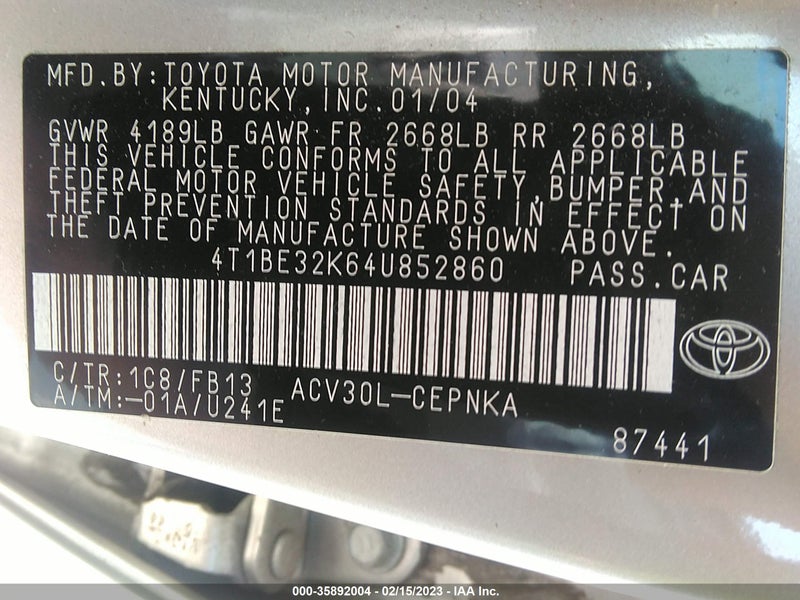 MFD. BY: TOYOTA MOTOR MANUFACTURING,
KENTUCKY, INC. 01/04
GVWR 4189LB GAWR FR 2668LB RR 2668LB
THIS VEHICLE CONFORMS TO ALL APPLICABLE
FEDERAL MOTOR VEHICLE SAFETY, BUMPER, AND
THEFT PREVENTION STANDARDS IN EFFECT ON
THE DATE OF MANUFACTURE SHOWN ABOVE.
4T1BE32K64U852860 PASS. CAR
C/TR: 1C8/FB13 ACV30L-CEPNKA
A/TM: -01A/U241E
87441
000-35892004 - 02/15/2023 - IAA Inc.